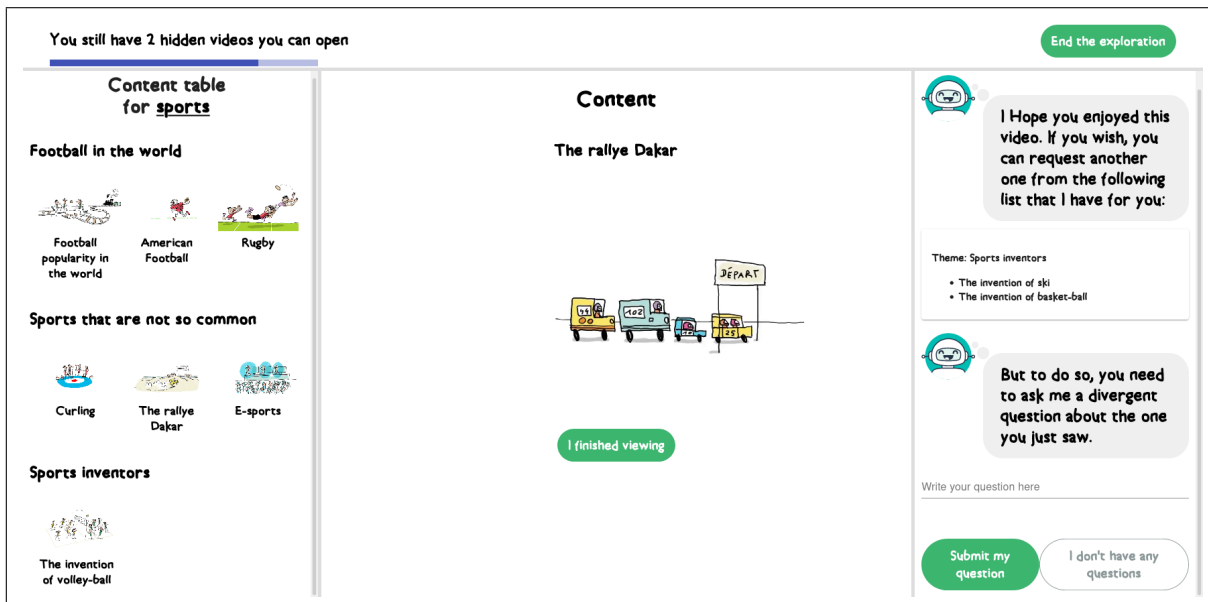 You still have 2 hidden videos you can open
End the exploration
Content table
for sports
Football in the world
Football
popularity in
the world
American
Football
Rugby
Sports that are not so common
Curling
The rallye
Dakar
E-sports
Sports inventors
The invention
of volley-ball
Content
The rallye Dakar
DÉPART
44
102
10
25
I finished viewing
I Hope you enjoyed this
video. If you wish, you
can request another
one from the following
list that I have for you:
Theme: Sports inventors
• The invention of ski
• The invention of basket-ball
But to do so, you need
to ask me a divergent
question about the one
you just saw.
Write your question here
Submit my
question
I don't have any
questions